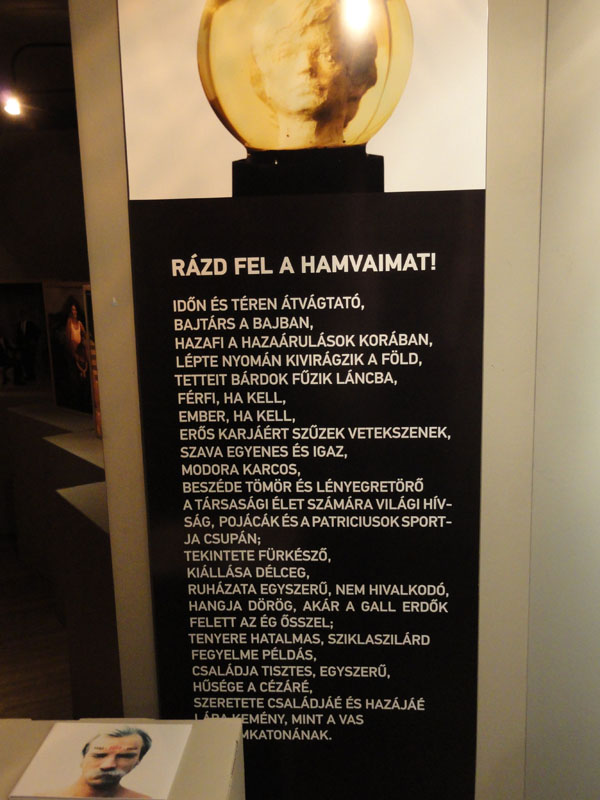 RÁZD FEL A HAMVAIMAT!
IDŐN ÉS TÉREN ÁTVÁGTATÓ,
BAJTÁRS A BAJBAN,
HAZAFI A HAZAÁRULÁSOK KORÁBAN,
LÉPTE NYOMÁN KIVIRÁGZIK A FÖLD,
TETTEIT BÁRDOK FŰZIK LÁNCBA,
FÉRFI, HA KELL,
EMBER, HA KELL,
ERŐS KARJÁÉRT SZŰZEK VETEKSZENEK,
SZAVA EGYENES ÉS IGAZ,
MODORA KARCOS,
BESZÉDE TÖMÖR ÉS LÉNYEGRETÖRŐ
A TÁRSASÁGI ÉLET SZÁMÁRA VILÁGI HÍV-
SÁG, POJÁCÁK ÉS A PATRICIUSOK SPORT-
JA CSUPÁN;
TEKINTETE FÜRKÉSZŐ,
KIÁLLÁSA DÉLCEG,
RUHÁZATA EGYSZERŰ, NEM HIVALKODÓ,
HANGJA DÖRÖG, AKÁR A GALL ERDŐK
FELETT AZ ÉG ŐSSZEL;
TENYERE HATALMAS, SZIKLASZILÁRD
FEGYELME PÉLDÁS,
CSALÁDJA TISZTES, EGYSZERŰ,
HŰSÉGE A CÉZÁRÉ,
SZERETETE CSALÁDJÁÉ ÉS HAZÁJÁÉ
LÁBA KEMÉNY, MINT A VAS
MKATONÁNAK.